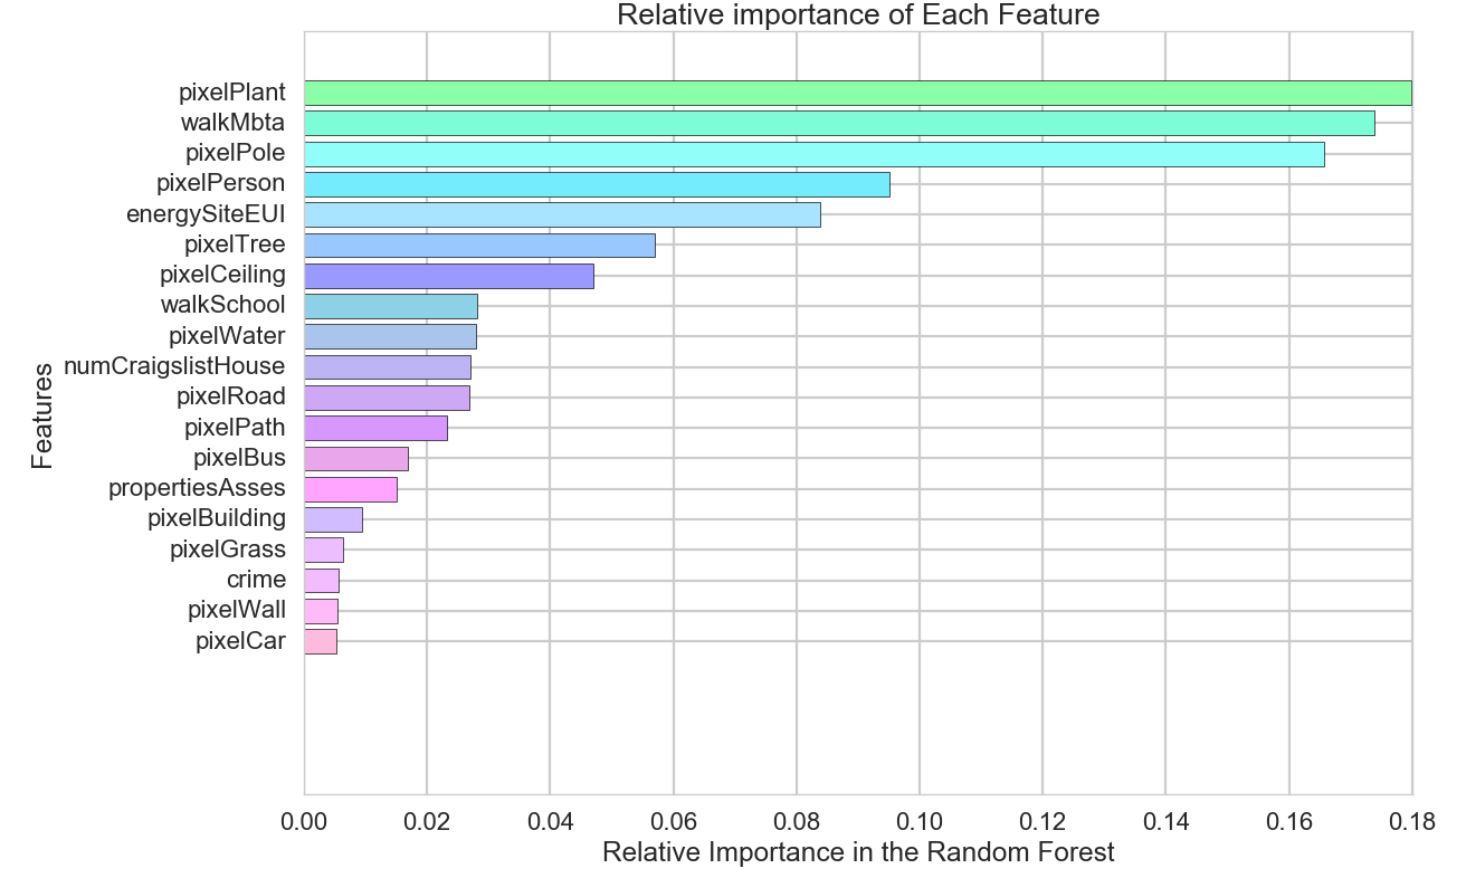 Relative importance of Each Feature
pixelPlant
walkMbta
pixelPole
pixelPerson
energySiteEUI
pixelTree
pixelCeiling
walkSchool
pixelWater
numCraigslistHouse
pixelRoad
pixelPath
pixelBus
propertiesAsses
pixelBuilding
pixelGrass
crime
pixelWall
pixelCar
Features
0.00 0.02 0.04 0.06 0.08 0.10 0.12 0.14 0.16 0.18
Relative Importance in the Random Forest